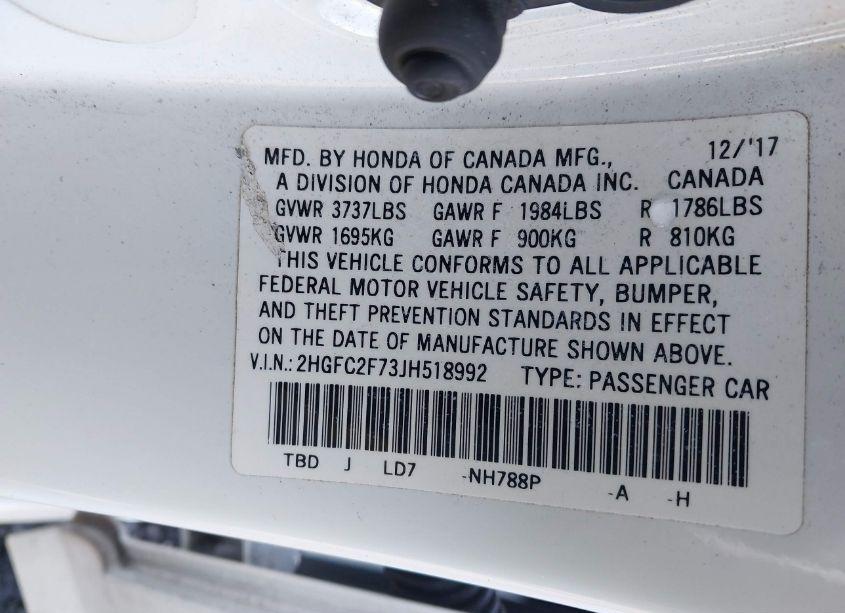 MFD. BY HONDA OF CANADA MFG., 12/'17
A DIVISION OF HONDA CANADA INC. CANADA
GVWR 3737LBS GAWR F 1984LBS R 1786LBS
GVWR 1695KG GAWR F 900KG R 810KG
THIS VEHICLE CONFORMS TO ALL APPLICABLE
FEDERAL MOTOR VEHICLE SAFETY, BUMPER,
AND THEFT PREVENTION STANDARDS IN EFFECT
ON THE DATE OF MANUFACTURE SHOWN ABOVE.
V.I.N.: 2HGFC2F73JH518992 TYPE: PASSENGER CAR
TBD J LD7 -NH788P -A -H